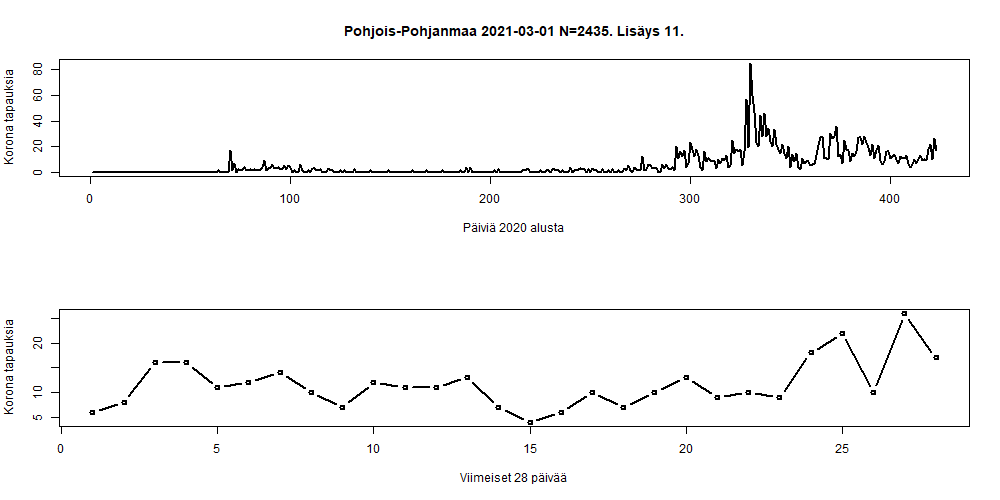 Pohjois-Pohjanmaa 2021-03-01 N=2435. Lisäys 11.
Korona tapauksia
80
60
40
20
0
0 100 200 300 400
Päiviä 2020 alusta
Korona tapauksia
20
10
5
0 5 10 15 20 25
Viimeiset 28 päivää